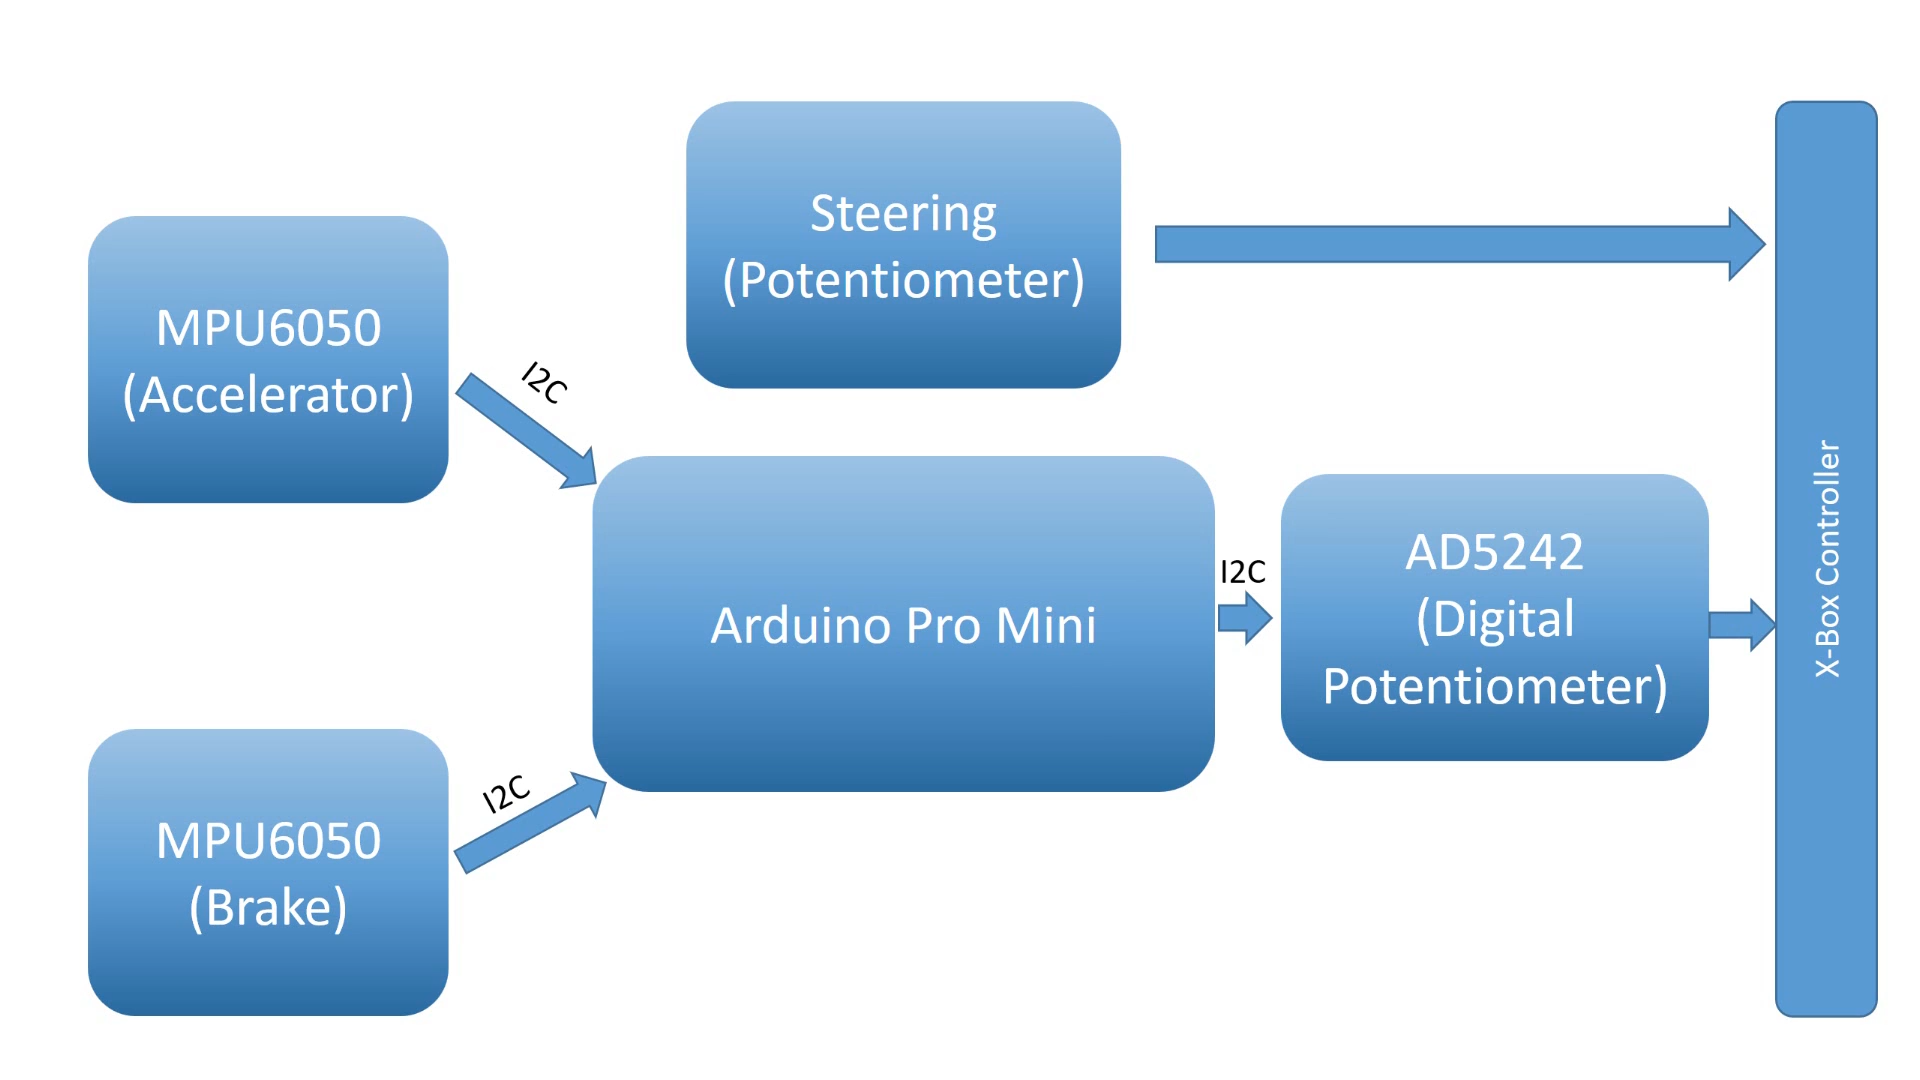 Steering
(Potentiometer)
MPU6050
(Accelerator)
I2C
Arduino Pro Mini
I2C
AD5242
(Digital
Potentiometer)
X-Box Controller
MPU6050
(Brake)
I2C